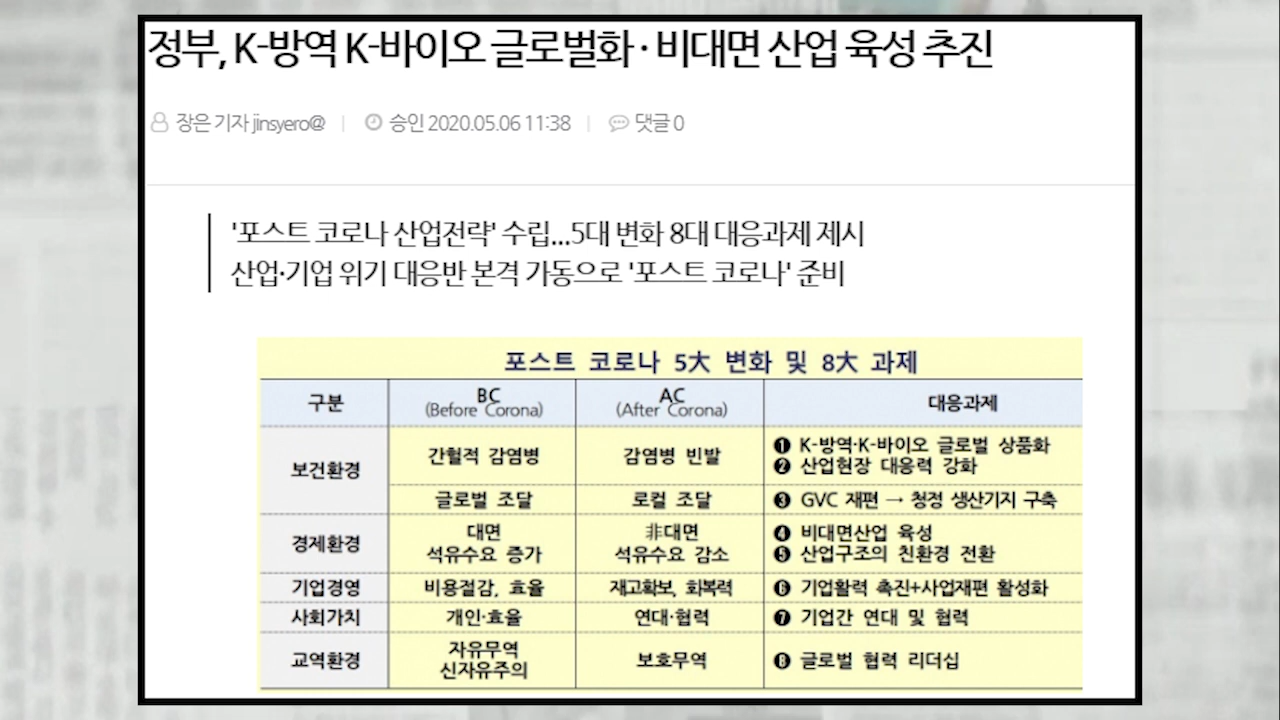 정부, K-방역 K-바이오 글로벌화·비대면 산업 육성 추진
장은 기자 jinsyero@ | 승인 2020.05.06 11:38 | 댓글 0
'포스트 코로나 산업전략' 수립...5대 변화 8대 대응과제 제시
산업·기업 위기 대응반 본격 가동으로 '포스트 코로나' 준비
포스트 코로나 5大 변화 및 8大 과제
구분 BC (Before Corona) AC (After Corona) 대응과제
보건환경 간헐적 감염병 감염병 빈발 ❶ K-방역·K-바이오 글로벌 상품화
❷ 산업현장 대응력 강화
글로벌 조달 로컬 조달 ❸ GVC 재편 → 청정 생산기지 구축
경제환경 대면 非대면 ❹ 비대면산업 육성
석유수요 증가 석유수요 감소 ❺ 산업구조의 친환경 전환
기업경영 비용절감, 효율 재고확보, 회복력 ❻ 기업활력 촉진+사업재편 활성화
사회가치 개인·효율 연대·협력 ❼ 기업간 연대 및 협력
교역환경 자유무역 신자유주의 보호무역 ❽ 글로벌 협력 리더십